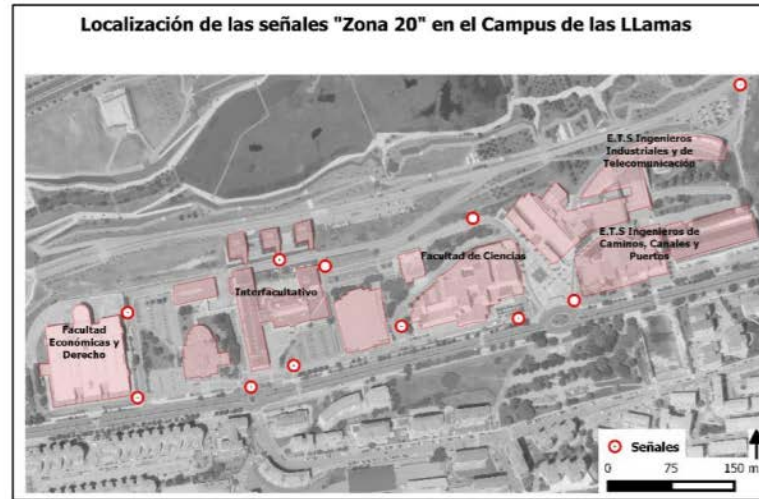 Localización de las señales "Zona 20" en el Campus de las LLamas
E.T.S Ingenieros
Industriales y de
Telecomunicación
E.T.S Ingenieros de
Caminos, Canales y
Puertos
Facultad de Ciencias
Interfacultativo
Facultad
Económicas y
Derecho
Señales
0 75 150 m